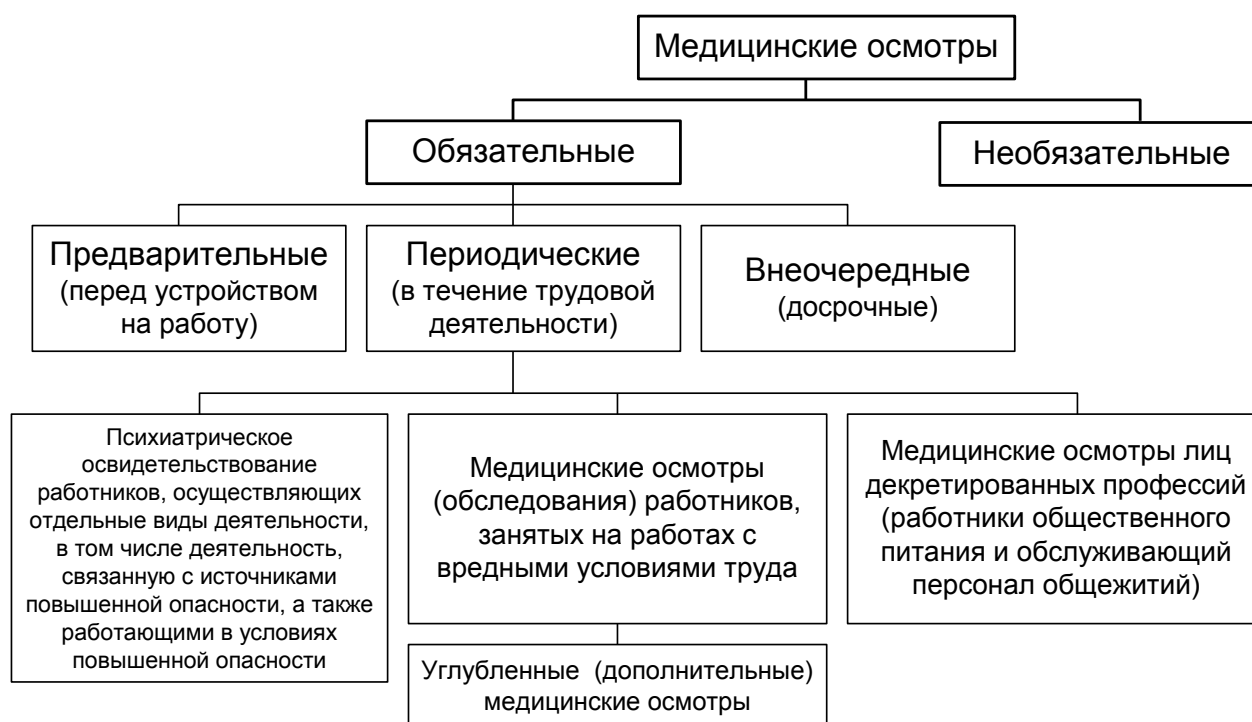 Медицинские осмотры
Обязательные
Необязательные
Предварительные
(перед устройством
на работу)
Периодические
(в течение трудовой
деятельности)
Внеочередные
(досрочные)
Психиатрическое
освидетельствование
работников, осуществляющих
отдельные виды деятельности,
в том числе деятельность,
связанную с источниками
повышенной опасности, а также
работающими в условиях
повышенной опасности
Медицинские осмотры
(обследования) работников,
занятых на работах с
вредными условиями труда
Медицинские осмотры лиц
декретированных профессий
(работники общественного
питания и обслуживающий
персонал общежитий)
Углубленные (дополнительные)
медицинские осмотры